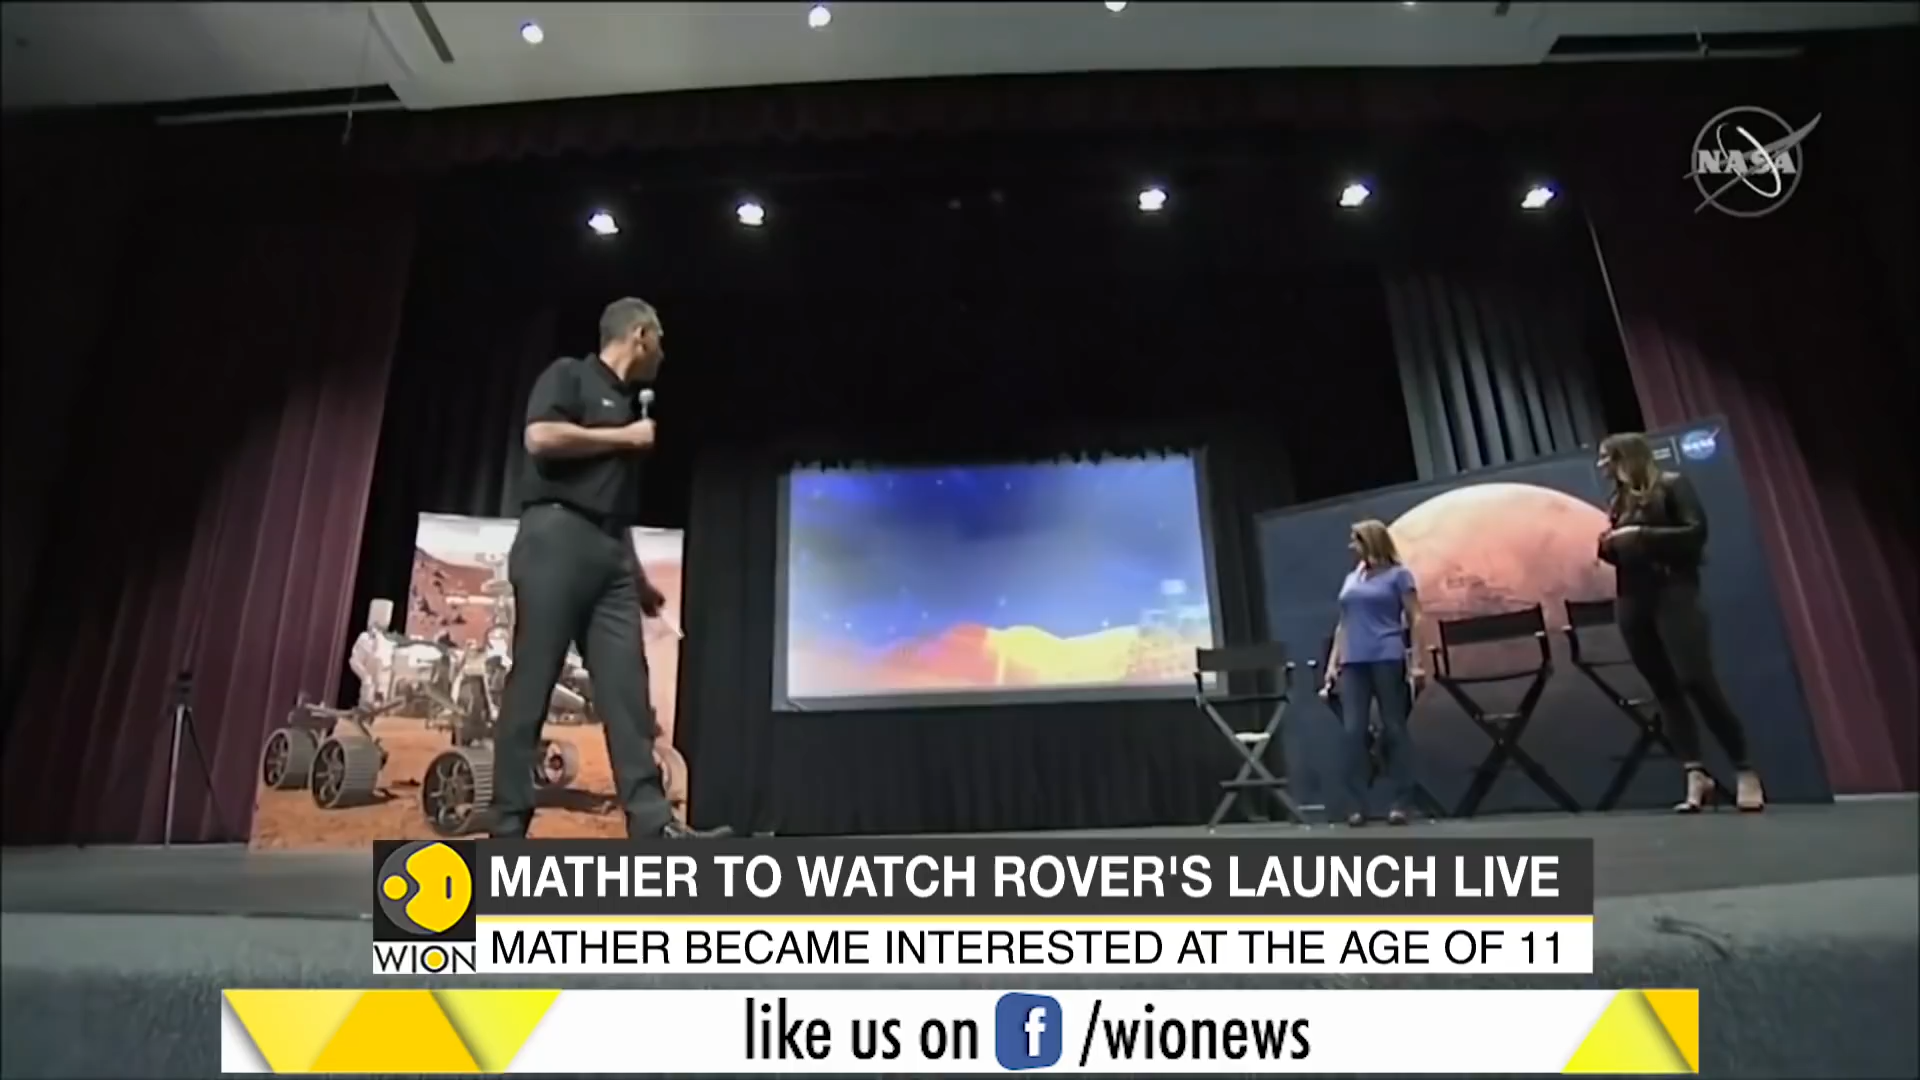 NASA
NASA
MATHER TO WATCH ROVER'S LAUNCH LIVE
WION
MATHER BECAME INTERESTED AT THE AGE OF 11
like us on f /wionews